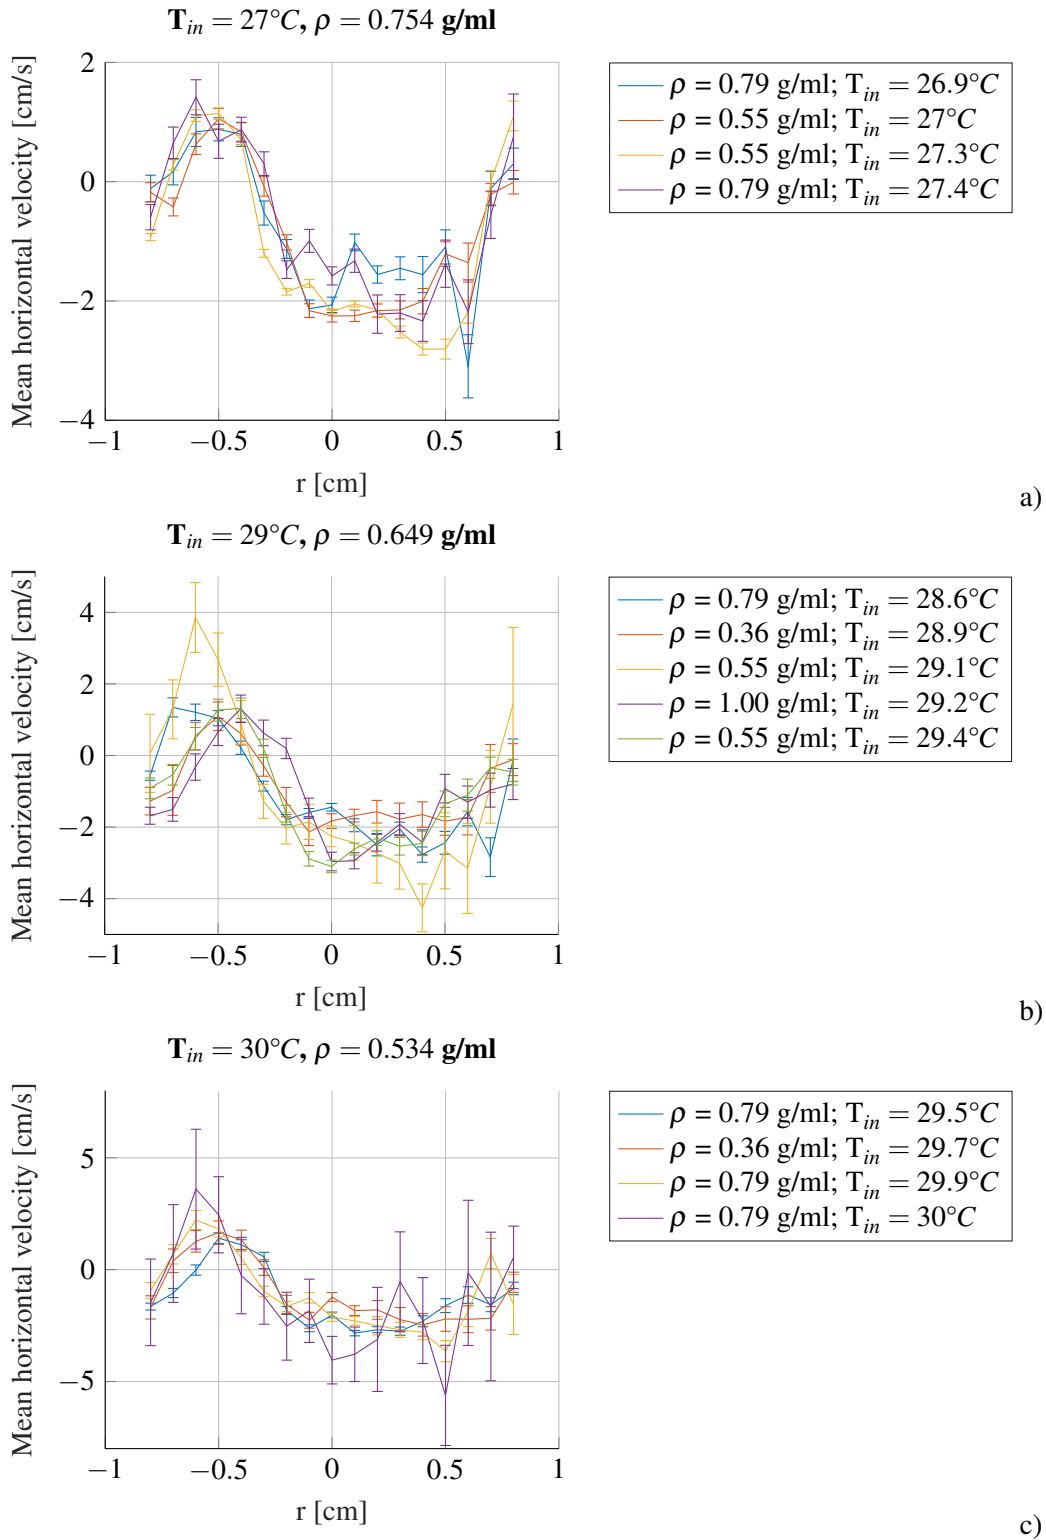 T_in = 27°C, ρ = 0.754 g/ml
Mean horizontal velocity [cm/s]
2
0
−2
−4
−1
−0.5
0
0.5
1
r [cm]
ρ = 0.79 g/ml; T_in = 26.9°C
ρ = 0.55 g/ml; T_in = 27°C
ρ = 0.55 g/ml; T_in = 27.3°C
ρ = 0.79 g/ml; T_in = 27.4°C
a)
T_in = 29°C, ρ = 0.649 g/ml
Mean horizontal velocity [cm/s]
4
2
0
−2
−4
−1
−0.5
0
0.5
1
r [cm]
ρ = 0.79 g/ml; T_in = 28.6°C
ρ = 0.36 g/ml; T_in = 28.9°C
ρ = 0.55 g/ml; T_in = 29.1°C
ρ = 1.00 g/ml; T_in = 29.2°C
ρ = 0.55 g/ml; T_in = 29.4°C
b)
T_in = 30°C, ρ = 0.534 g/ml
Mean horizontal velocity [cm/s]
5
0
−5
−1
−0.5
0
0.5
1
r [cm]
ρ = 0.79 g/ml; T_in = 29.5°C
ρ = 0.36 g/ml; T_in = 29.7°C
ρ = 0.79 g/ml; T_in = 29.9°C
ρ = 0.79 g/ml; T_in = 30°C
c)